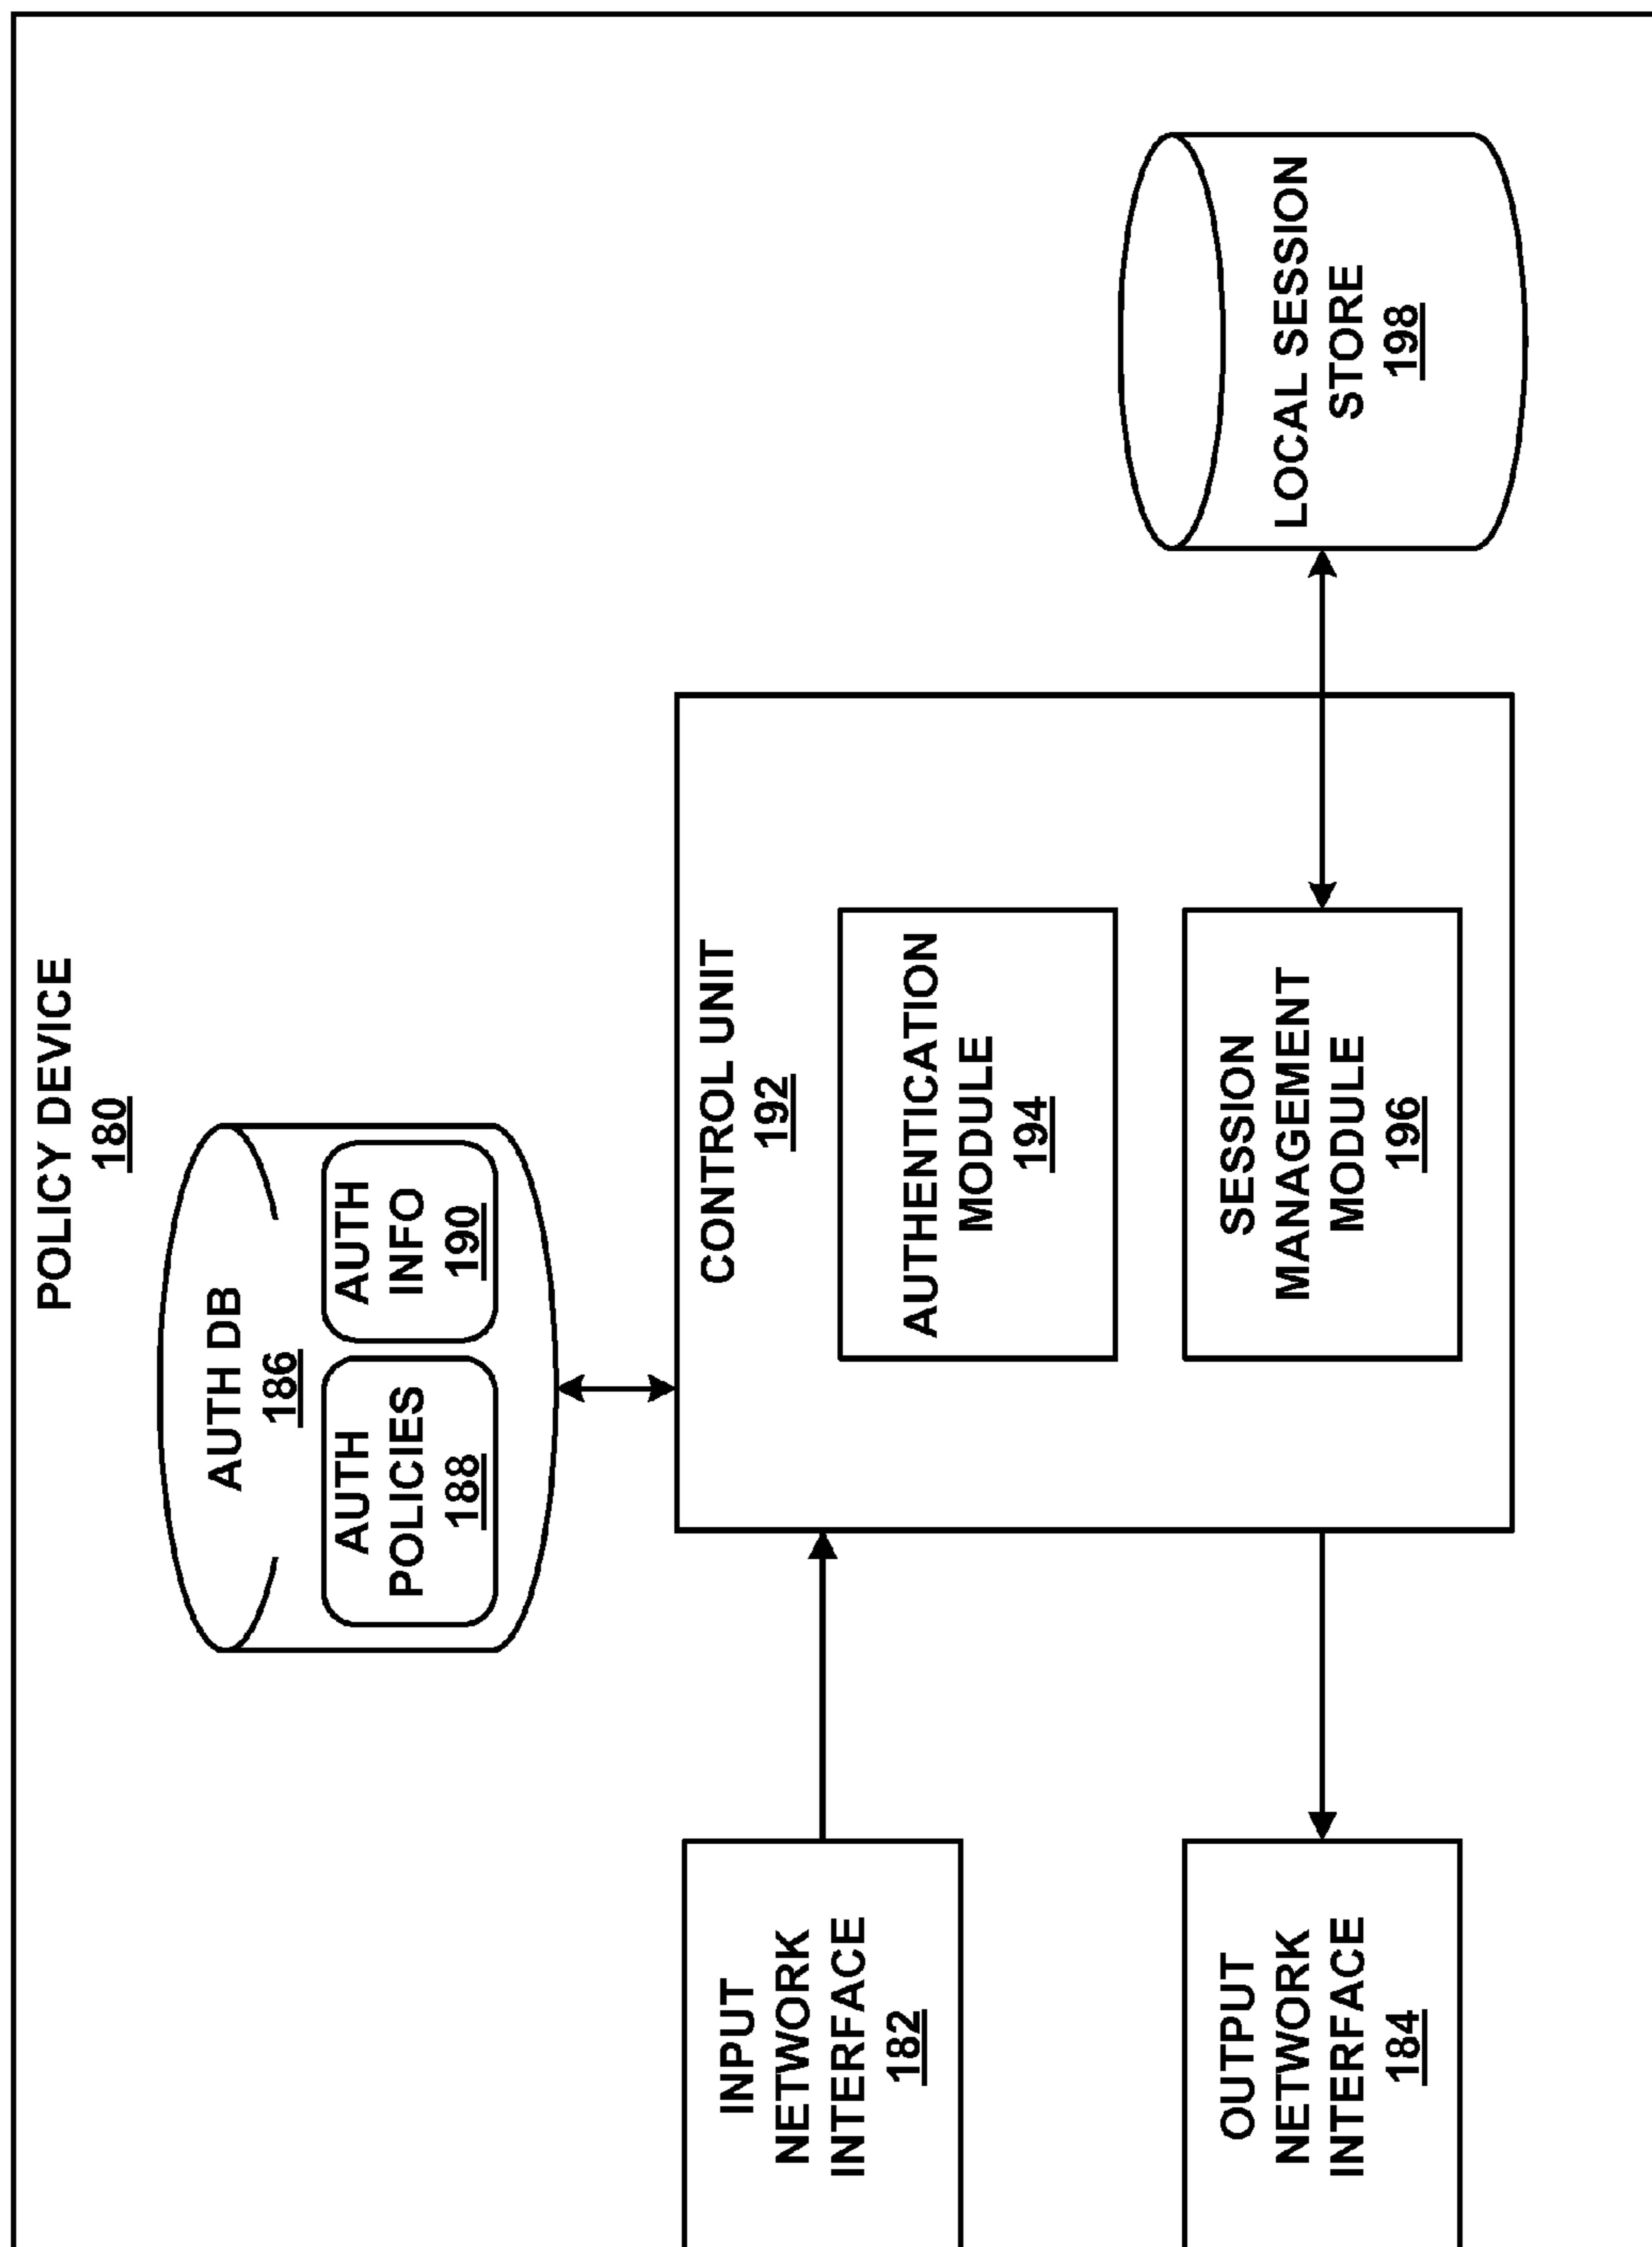 POLICY DEVICE
180
AUTH DB
186
AUTH
POLICIES
188
AUTH
INFO
190
INPUT
NETWORK
INTERFACE
182
CONTROL UNIT
192
AUTHENTICATION
MODULE
194
OUTPUT
NETWORK
INTERFACE
184
SESSION
MANAGEMENT
MODULE
196
LOCAL SESSION
STORE
198